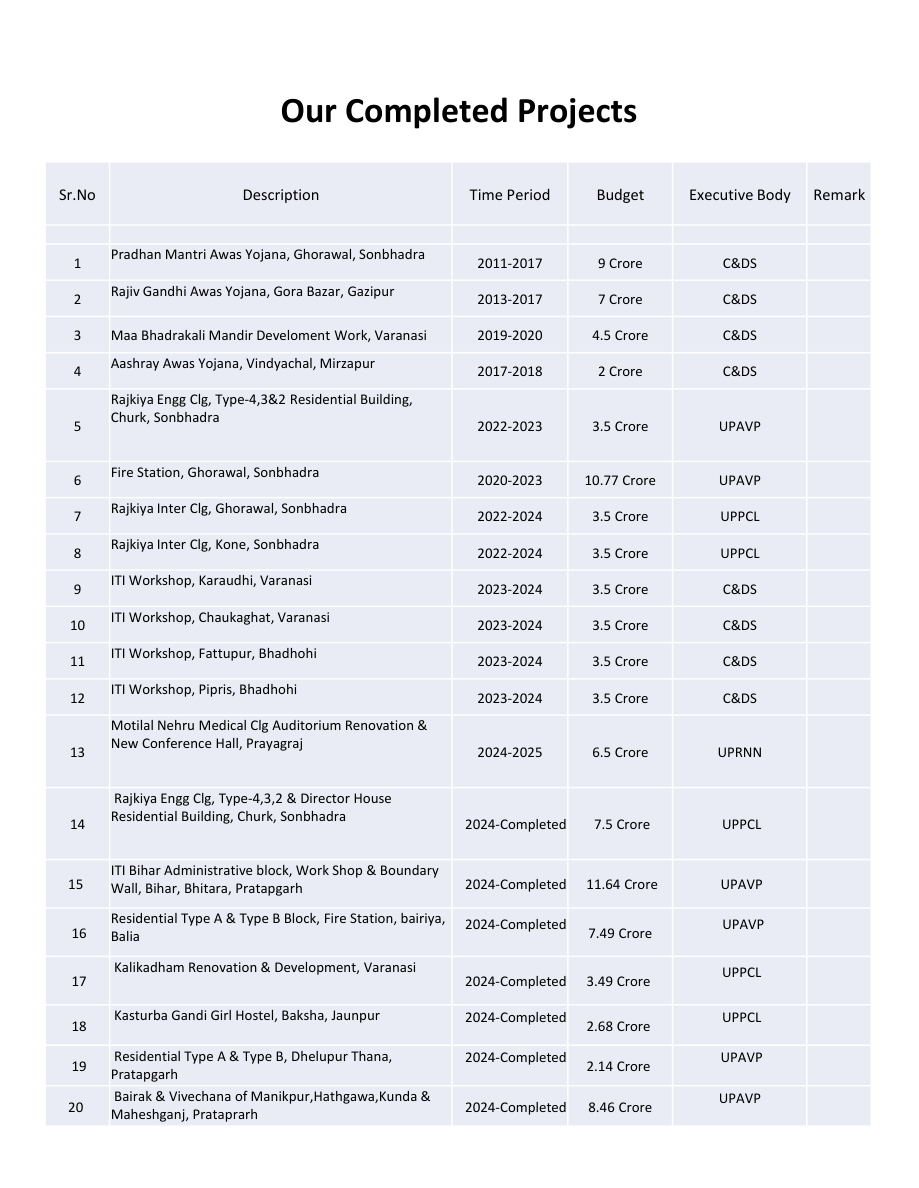 Our Completed Projects
Sr.No Description Time Period Budget Executive Body Remark
1 Pradhan Mantri Awas Yojana, Ghorawal, Sonbhadra 2011-2017 9 Crore C&DS
2 Rajiv Gandhi Awas Yojana, Gora Bazar, Gazipur 2013-2017 7 Crore C&DS
3 Maa Bhadrakali Mandir Develoment Work, Varanasi 2019-2020 4.5 Crore C&DS
4 Aashray Awas Yojana, Vindyachal, Mirzapur 2017-2018 2 Crore C&DS
5 Rajkiya Engg Clg, Type-4,3&2 Residential Building,
Churk, Sonbhadra 2022-2023 3.5 Crore UPAVP
6 Fire Station, Ghorawal, Sonbhadra 2020-2023 10.77 Crore UPAVP
7 Rajkiya Inter Clg, Ghorawal, Sonbhadra 2022-2024 3.5 Crore UPPCL
8 Rajkiya Inter Clg, Kone, Sonbhadra 2022-2024 3.5 Crore UPPCL
9 ITI Workshop, Karaudhi, Varanasi 2023-2024 3.5 Crore C&DS
10 ITI Workshop, Chaukaghat, Varanasi 2023-2024 3.5 Crore C&DS
11 ITI Workshop, Fattupur, Bhadhohi 2023-2024 3.5 Crore C&DS
12 ITI Workshop, Pipris, Bhadhohi 2023-2024 3.5 Crore C&DS
13 Motilal Nehru Medical Clg Auditorium Renovation &
New Conference Hall, Prayagraj 2024-2025 6.5 Crore UPRNN
14 Rajkiya Engg Clg, Type-4,3,2 & Director House
Residential Building, Churk, Sonbhadra 2024-Completed 7.5 Crore UPPCL
15 ITI Bihar Administrative block, Work Shop & Boundary
Wall, Bihar, Bhitara, Pratapgarh 2024-Completed 11.64 Crore UPAVP
16 Residential Type A & Type B Block, Fire Station, bairiya,
Balia 2024-Completed 7.49 Crore UPAVP
17 Kalikadham Renovation & Development, Varanasi 2024-Completed 3.49 Crore UPPCL
18 Kasturba Gandi Girl Hostel, Baksha, Jaunpur 2024-Completed 2.68 Crore UPPCL
19 Residential Type A & Type B, Dhelupur Thana,
Pratapgarh 2024-Completed 2.14 Crore UPAVP
20 Bairak & Vivechana of Manikpur,Hathgawa,Kunda &
Maheshganj, Prataprarh 2024-Completed 8.46 Crore UPAVP